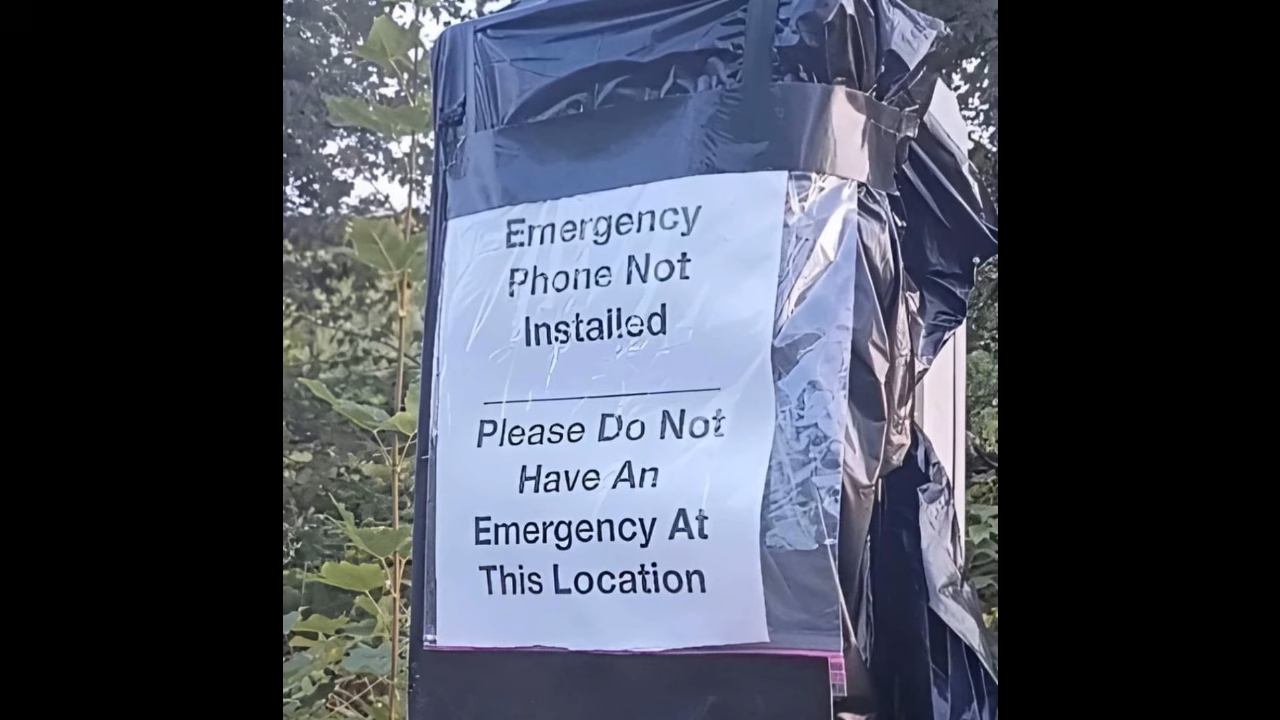 Emergency
Phone Not
Installed
Please Do Not
Have An
Emergency At
This Location